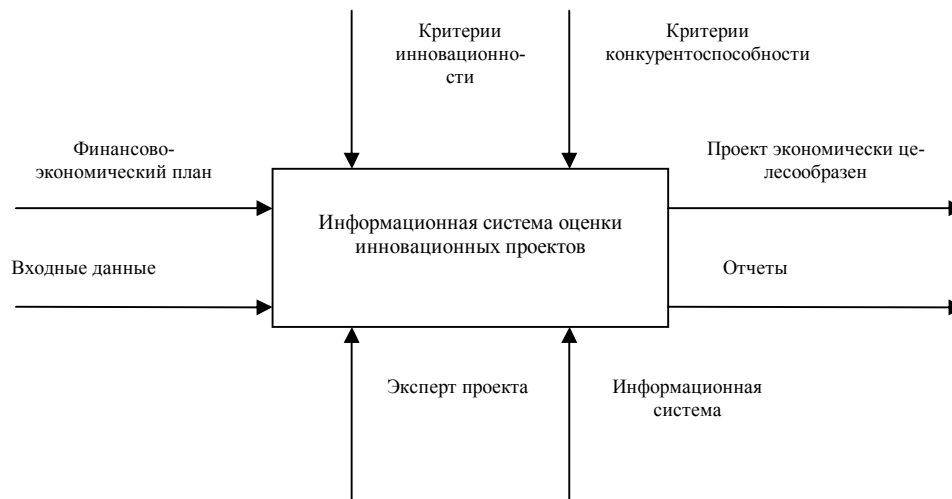 Критерии
инновационно-
сти
Критерии
конкурентоспособности
Финансово-
экономический план
Проект экономически це-
лесообразен
Информационная система оценки
инновационных проектов
Входные данные
Отчеты
Эксперт проекта
Информационная
система